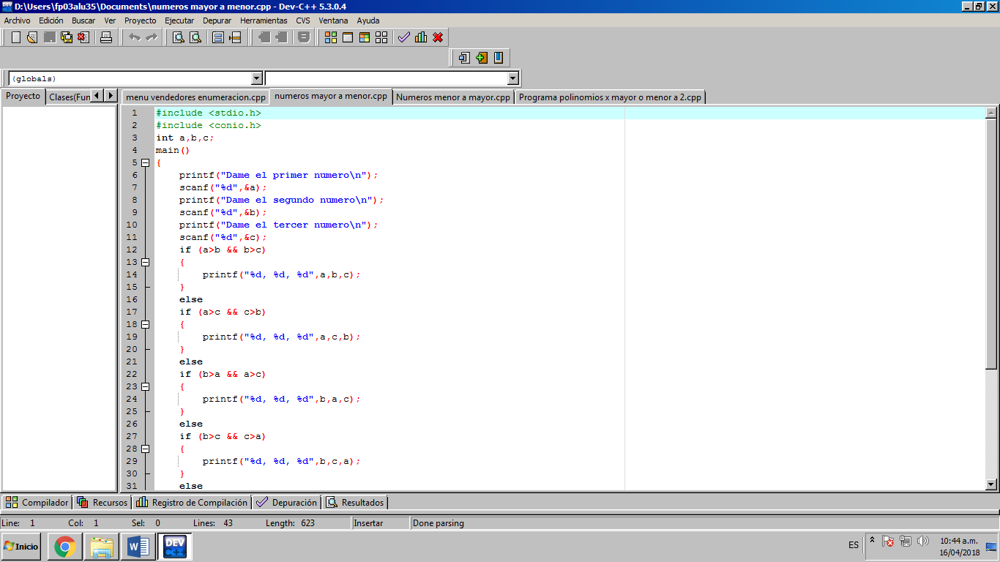 D:\Users\fp03alu35\Documents\numeros mayor a menor.cpp - Dev-C++ 5.3.0.4
Archivo Edición Buscar Ver Proyecto Ejecutar Depurar Herramientas CVS Ventana Ayuda
(globals)
Proyecto Clases(Fun menu vendedores enumeracion.cpp numeros mayor a menor.cpp Numeros menor a mayor.cpp Programa polinomios x mayor o menor a 2.cpp
1 #include <stdio.h>
2 #include <conio.h>
3 int a,b,c;
4 main()
5 {
6 printf("Dame el primer numero\n");
7 scanf("%d",&a);
8 printf("Dame el segundo numero\n");
9 scanf("%d",&b);
10 printf("Dame el tercer numero\n");
11 scanf("%d",&c);
12 if (a>b && b>c)
13 {
14 printf("%d, %d, %d",a,b,c);
15 }
16 else
17 if (a>c && c>b)
18 {
19 printf("%d, %d, %d",a,c,b);
20 }
21 else
22 if (b>a && a>c)
23 {
24 printf("%d, %d, %d",b,a,c);
25 }
26 else
27 if (b>c && c>a)
28 {
29 printf("%d, %d, %d",b,c,a);
30 }
31 else
Compilador Recursos Registro de Compilación Depuración Resultados
Line: 1 Col: 1 Sel: 0 Lines: 43 Length: 623 Insertar Done parsing
Inicio W DEV C++ ES 10:44 a.m.
16/04/2018